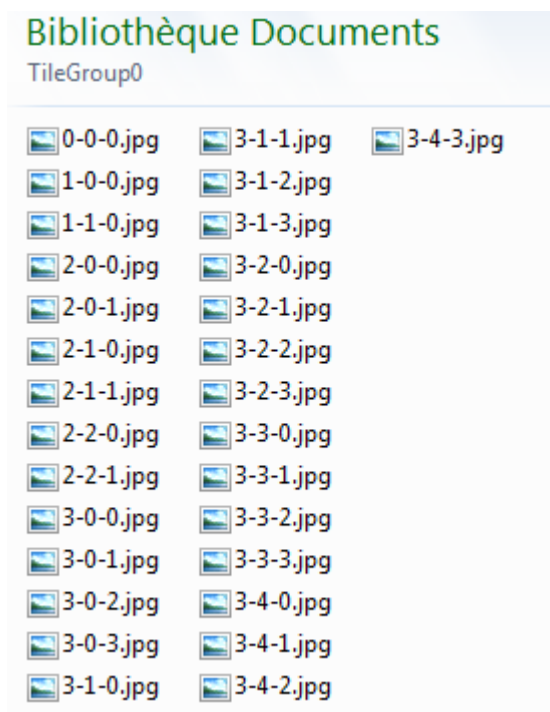 Bibliothèque Documents
TileGroup0
0-0-0.jpg
1-0-0.jpg
1-1-0.jpg
2-0-0.jpg
2-0-1.jpg
2-1-0.jpg
2-1-1.jpg
2-2-0.jpg
2-2-1.jpg
3-0-0.jpg
3-0-1.jpg
3-0-2.jpg
3-0-3.jpg
3-1-0.jpg
3-1-1.jpg
3-1-2.jpg
3-1-3.jpg
3-2-0.jpg
3-2-1.jpg
3-2-2.jpg
3-2-3.jpg
3-3-0.jpg
3-3-1.jpg
3-3-2.jpg
3-3-3.jpg
3-4-0.jpg
3-4-1.jpg
3-4-2.jpg
3-4-3.jpg